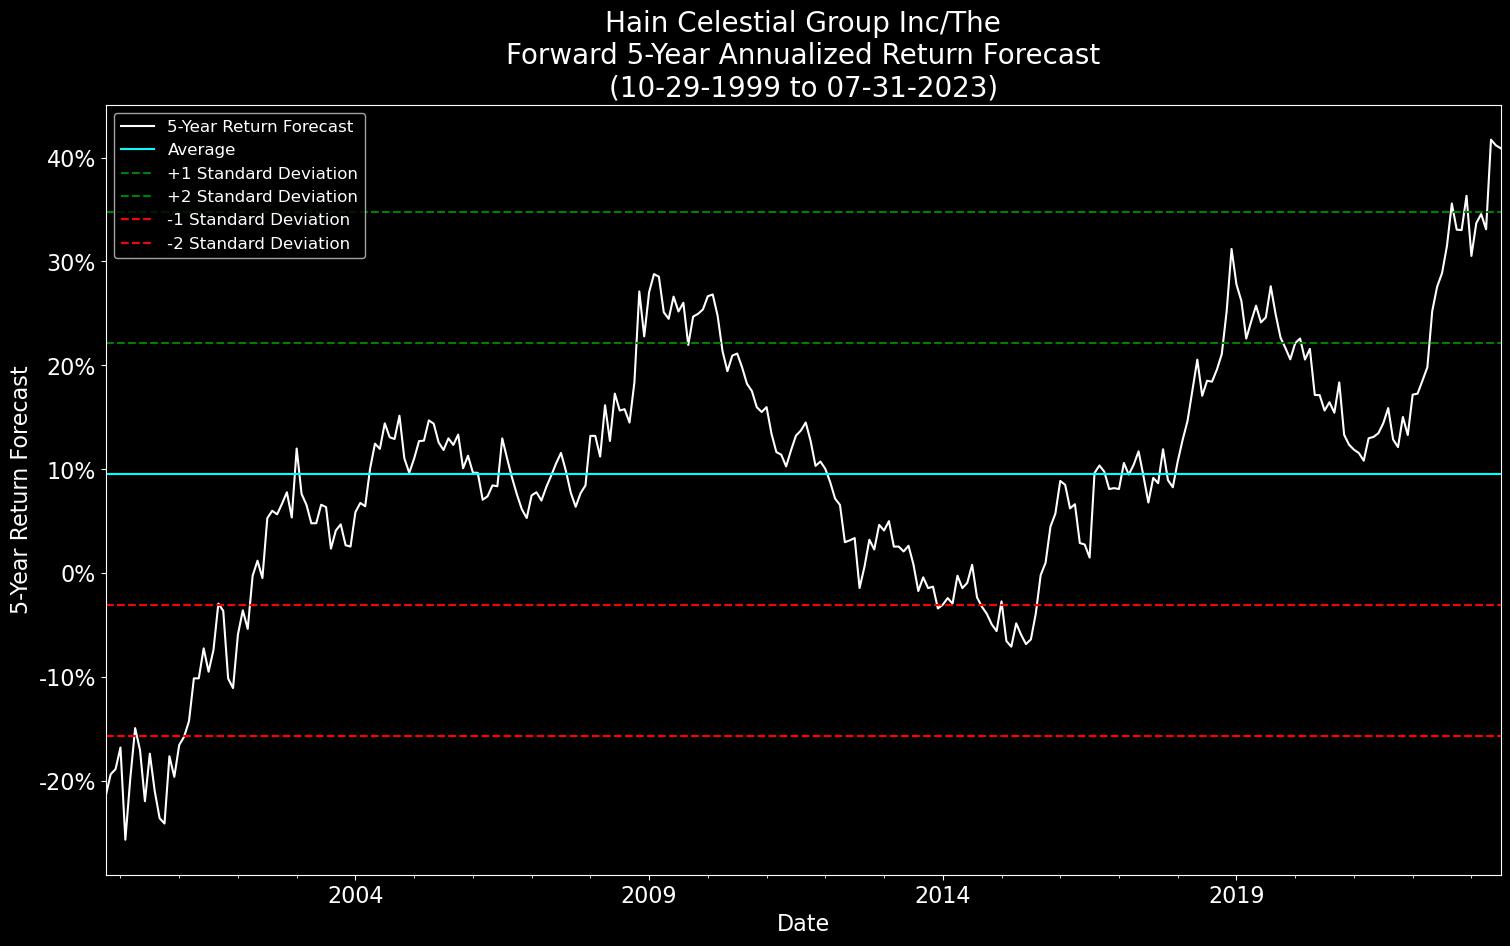 Hain Celestial Group Inc/The
Forward 5-Year Annualized Return Forecast
(10-29-1999 to 07-31-2023)
5-Year Return Forecast
Average
+1 Standard Deviation
+2 Standard Deviation
-1 Standard Deviation
-2 Standard Deviation
40%
30%
20%
10%
0%
-10%
-20%
5-Year Return Forecast
2004
2009
2014
2019
Date